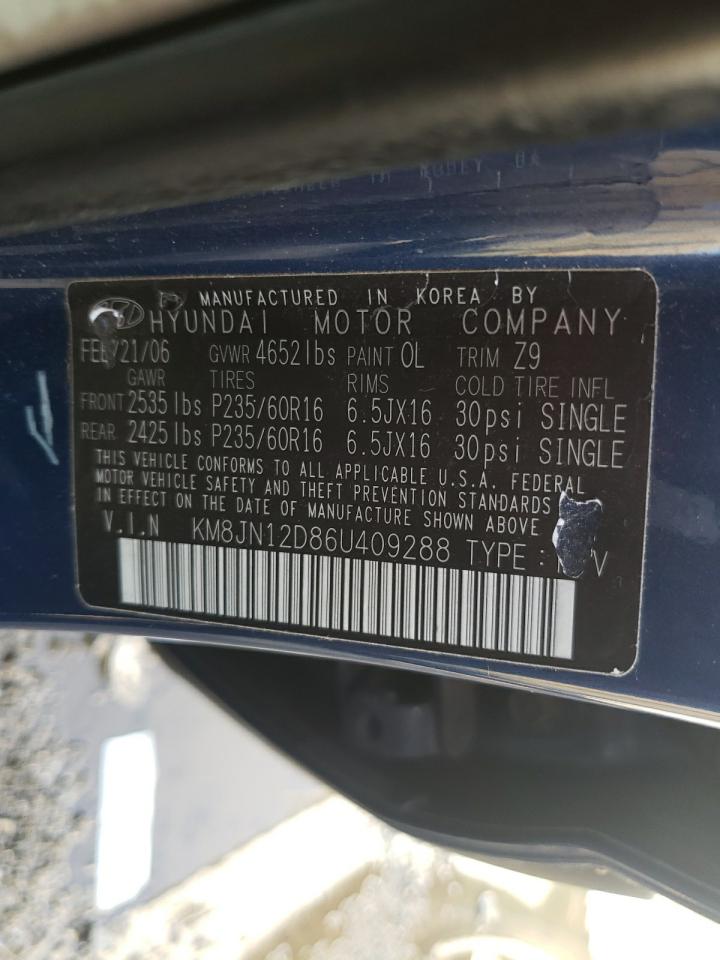 MANUFACTURED IN KOREA BY
HYUNDAI MOTOR COMPANY
FEB/21/06 GVWR 4652lbs PAINT OL TRIM Z9
GAWR TIRES RIMS COLD TIRE INFL
FRONT 2535lbs P235/60R16 6.5JX16 30psi SINGLE
REAR 2425lbs P235/60R16 6.5JX16 30psi SINGLE
THIS VEHICLE CONFORMS TO ALL APPLICABLE U.S.A. FEDERAL
MOTOR VEHICLE SAFETY AND THEFT PREVENTION STANDARDS
IN EFFECT ON THE DATE OF MANUFACTURE SHOWN ABOVE
V.I.N KM8JN12D86U409288 TYPE :